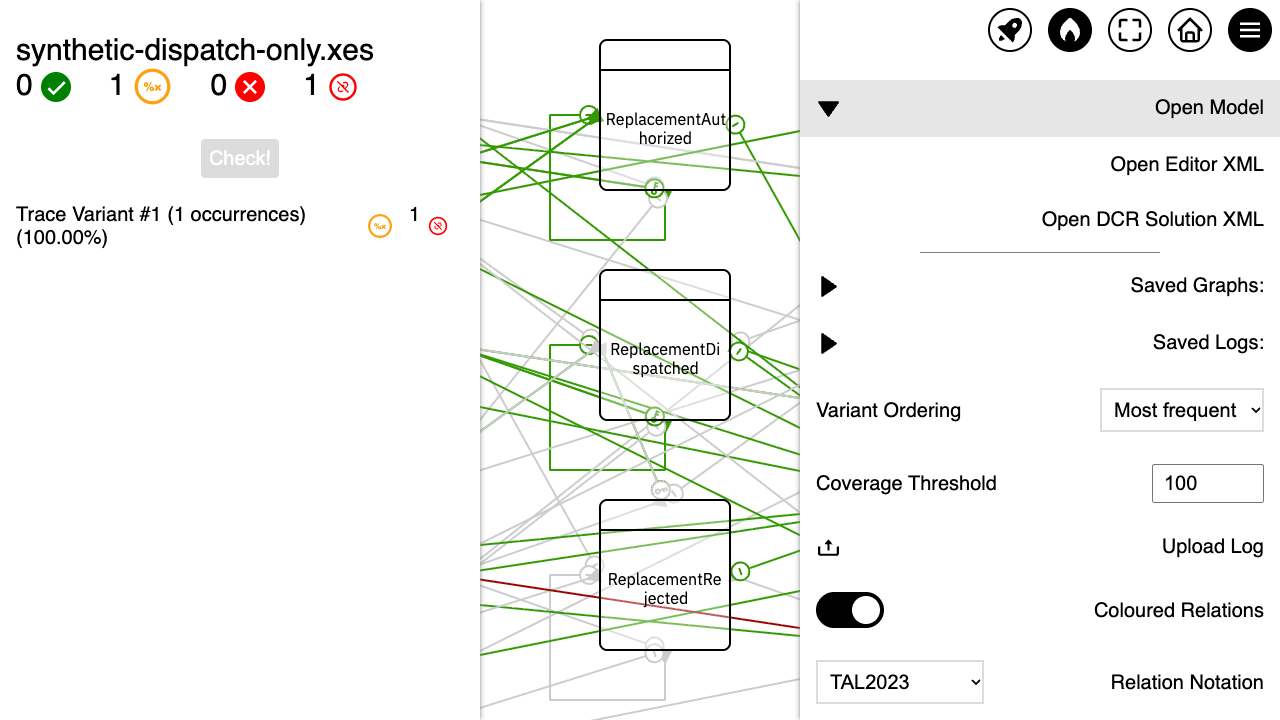 synthetic-dispatch-only.xes
0 1 0 1
Check!
Trace Variant #1 (1 occurrences)
(100.00%)
1
ReplacementAut
horized
ReplacementDi
spatched
ReplacementRe
jected
Open Model
Open Editor XML
Open DCR Solution XML
Saved Graphs:
Saved Logs:
Variant Ordering Most frequent
Coverage Threshold 100
Upload Log
Coloured Relations
TAL2023 Relation Notation